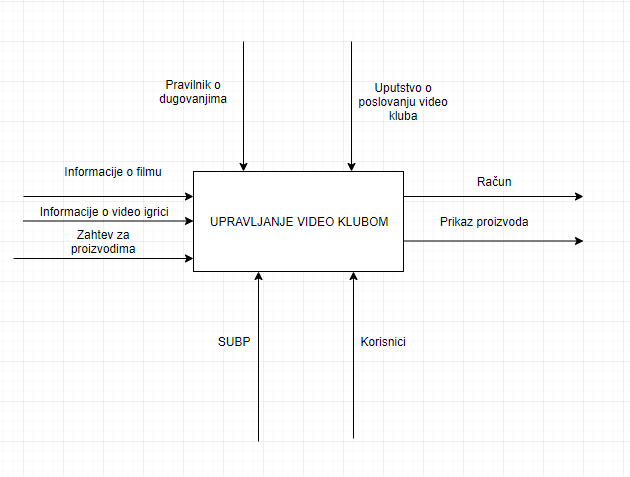 Pravilnik o
dugovanjima
Uputstvo o
poslovanju video
kluba
Informacije o filmu
Informacije o video igrici
Zahtev za
proizvodima
UPRAVLJANJE VIDEO KLUBOM
Račun
Prikaz proizvoda
SUBP
Korisnici